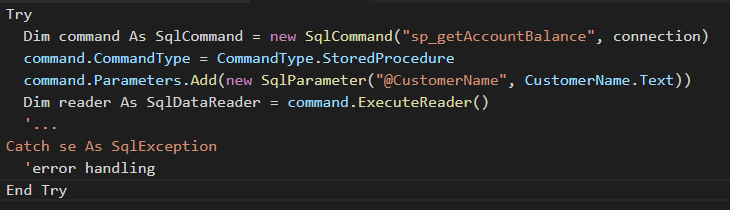 Try
  Dim command As SqlCommand = new SqlCommand("sp_getAccountBalance", connection)
  command.CommandType = CommandType.StoredProcedure
  command.Parameters.Add(new SqlParameter("@CustomerName", CustomerName.Text))
  Dim reader As SqlDataReader = command.ExecuteReader()
  '...
Catch se As SqlException
  'error handling
End Try